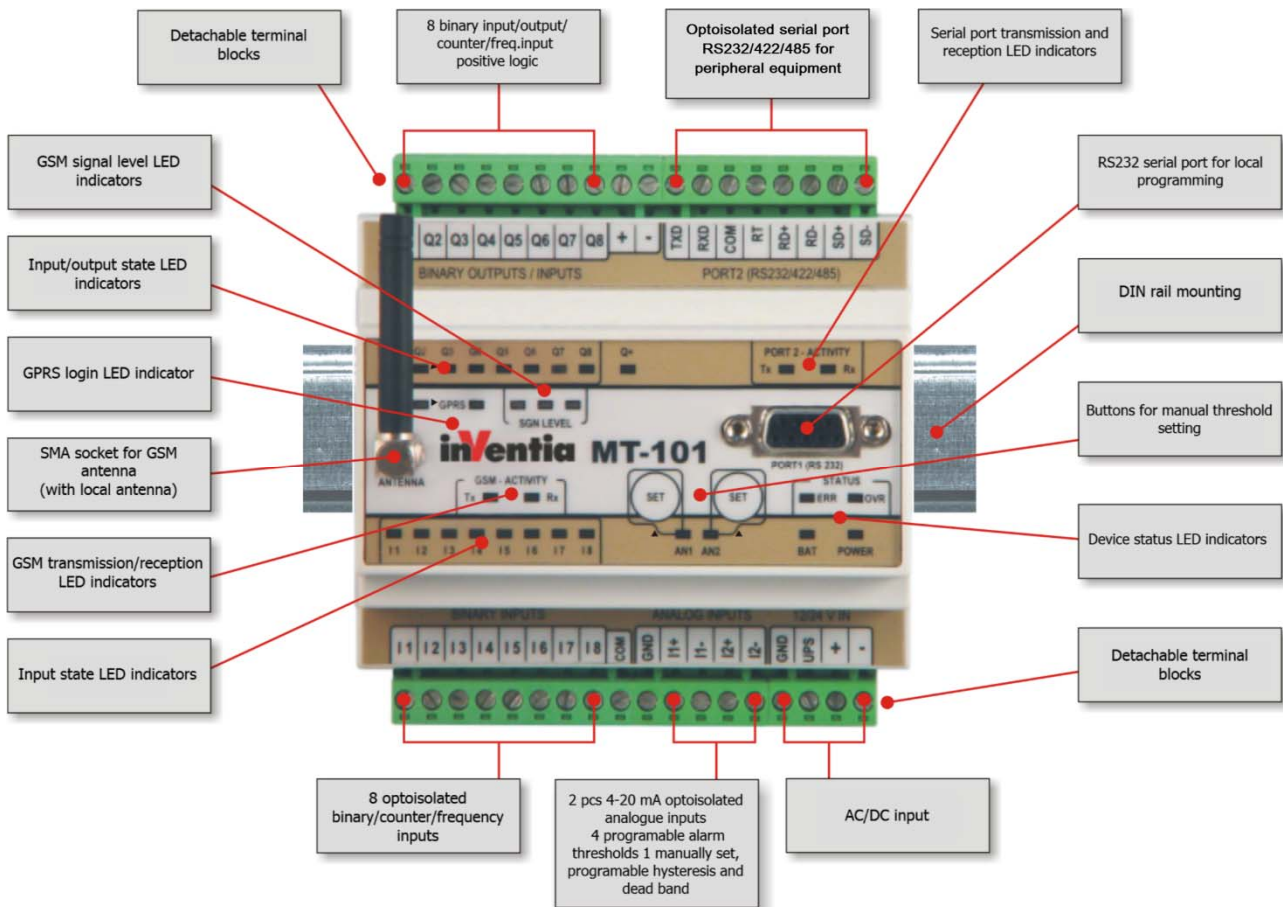 Detachable terminal
blocks
8 binary input/output/
counter/freq.input
positive logic
Optoisolated serial port
RS232/422/485 for
peripheral equipment
Serial port transmission and
reception LED indicators
GSM signal level LED
indicators
RS232 serial port for local
programming
Input/output state LED
indicators
DIN rail mounting
GPRS login LED indicator
Buttons for manual threshold
setting
SMA socket for GSM
antenna
(with local antenna)
Device status LED indicators
GSM transmission/reception
LED indicators
Input state LED indicators
Detachable terminal
blocks
8 optoisolated
binary/counter/frequency
inputs
2 pcs 4-20 mA optoisolated
analogue inputs
4 programable alarm
thresholds 1 manually set,
programable hysteresis and
dead band
AC/DC input
Q2 Q3 Q4 Q5 Q6 Q7 Q8 + - TXD RXD COM RT RD+ RD- SD+ SD-
BINARY OUTPUTS / INPUTS PORT2 (RS232/422/485)
Q2 Q3 Q4 Q5 Q6 Q7 Q8 Q+ PORT 2 - ACTIVITY
Tx Rx
GPRS
SGN LEVEL
inVentia MT-101
PORT1 (RS 232)
ANTENNA
GSM - ACTIVITY
Tx Rx
SET SET
STATUS
ERR OVR
I1 I2 I3 I4 I5 I6 I7 I8 AN1 AN2 BAT POWER
BINARY INPUTS ANALOG INPUTS 12/24 V IN
I1 I2 I3 I4 I5 I6 I7 I8 COM GND I1+ I1- I2+ I2- GND UPS + -